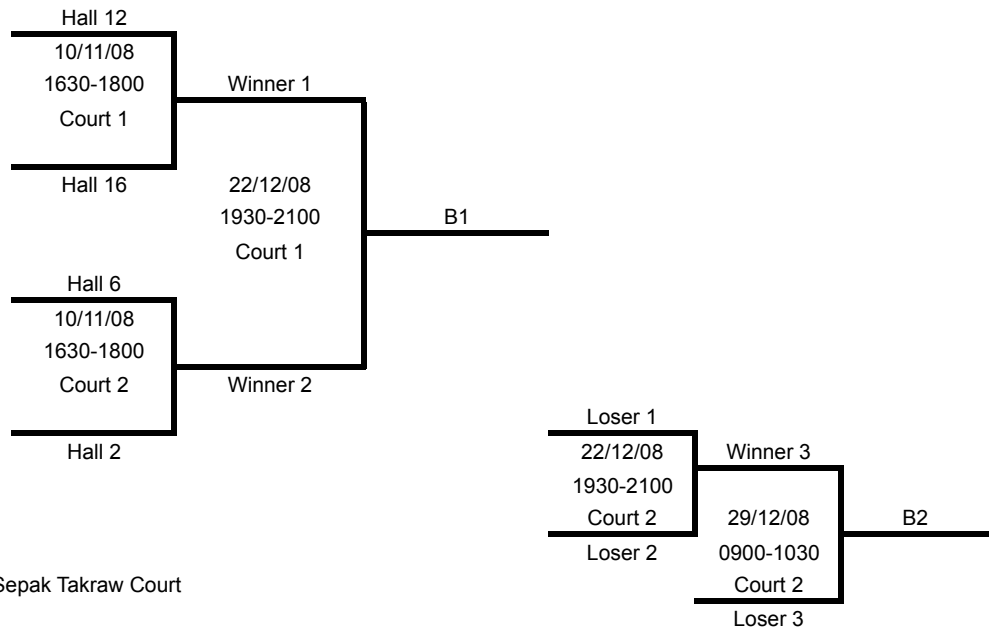 Hall 12
10/11/08
1630-1800
Court 1
Hall 16
Winner 1
22/12/08
1930-2100
Court 1
B1
Hall 6
10/11/08
1630-1800
Court 2
Hall 2
Winner 2
Loser 1
22/12/08
1930-2100
Court 2
Loser 2
Winner 3
29/12/08
0900-1030
Court 2
Loser 3
B2
Sepak Takraw Court